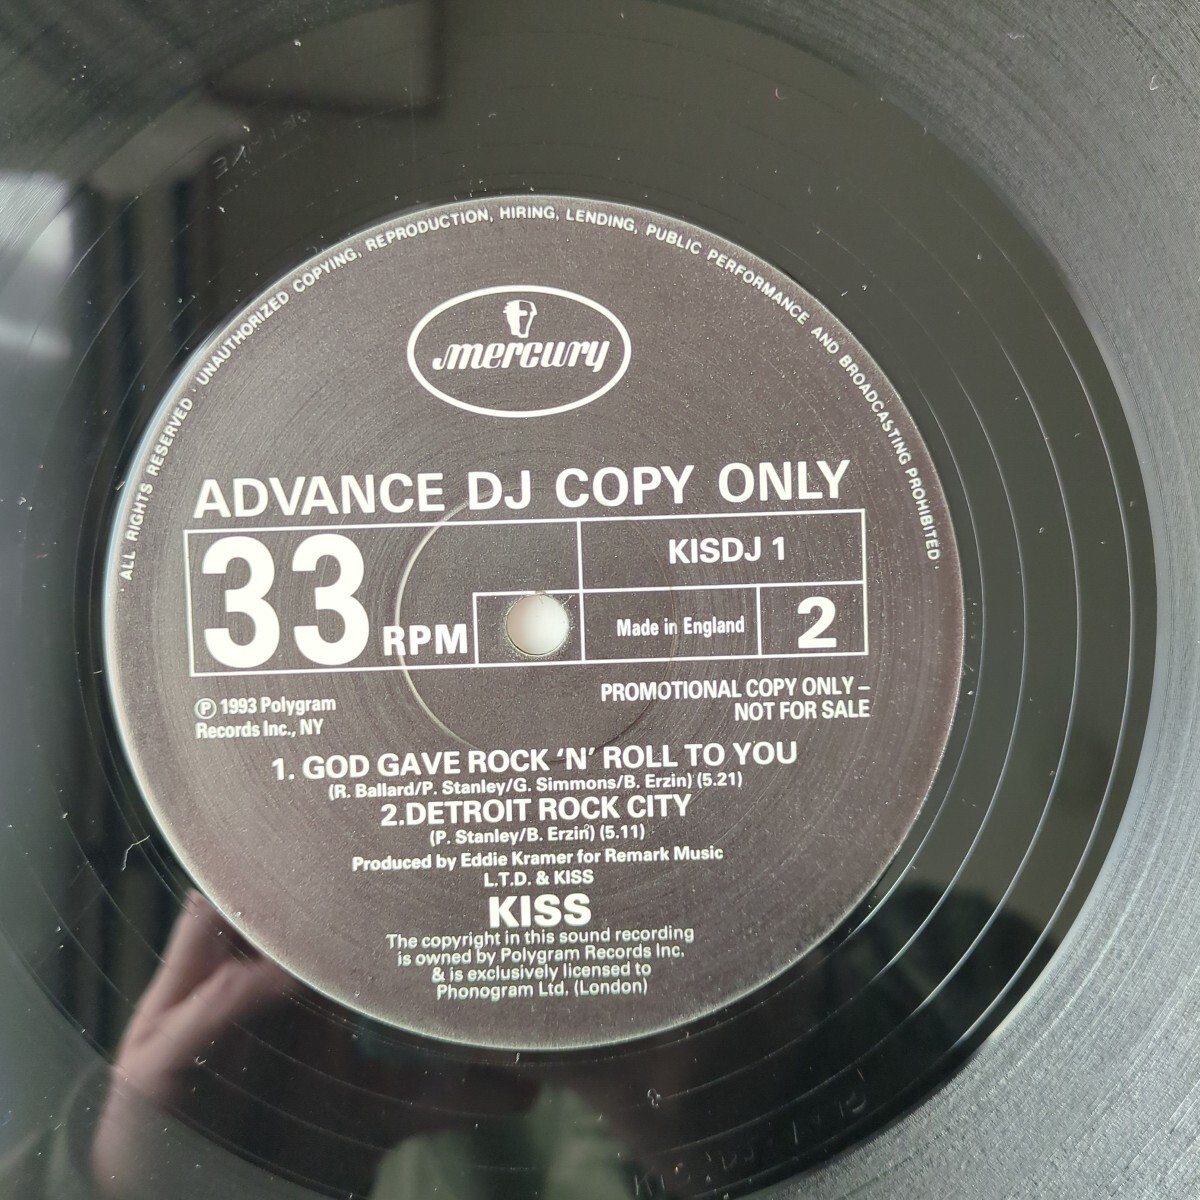 ALL RIGHTS RESERVED · UNAUTHORIZED COPYING, REPRODUCTION, HIRING, LENDING, PUBLIC PERFORMANCE AND BROADCASTING PROHIBITED ·
mercury
ADVANCE DJ COPY ONLY
33 RPM
KISDJ 1
Made in England
2
PROMOTIONAL COPY ONLY –
NOT FOR SALE
℗ 1993 Polygram
Records Inc., NY
1. GOD GAVE ROCK 'N' ROLL TO YOU
(R. Ballard/P. Stanley/G. Simmons/B. Erzin) (5.21)
2.DETROIT ROCK CITY
(P. Stanley/B. Erzin) (5.11)
Produced by Eddie Kramer for Remark Music
L.T.D. & KISS
KISS
The copyright in this sound recording
is owned by Polygram Records Inc.
& is exclusively licensed to
Phonogram Ltd. (London)